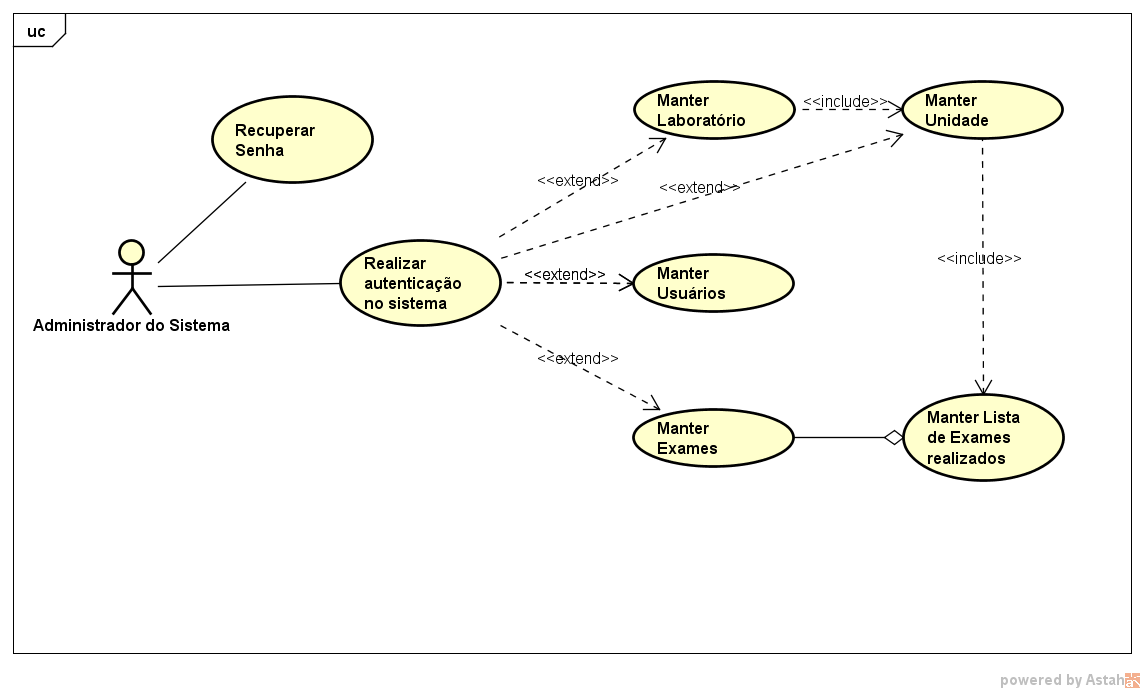 uc
Recuperar
Senha
Manter
Laboratório
<<include>>
Manter
Unidade
<<extend>>
<<extend>>
Administrador do Sistema
Realizar
autenticação
no sistema
<<extend>>
Manter
Usuários
<<include>>
<<extend>>
Manter
Exames
Manter Lista
de Exames
realizados
powered by Astah